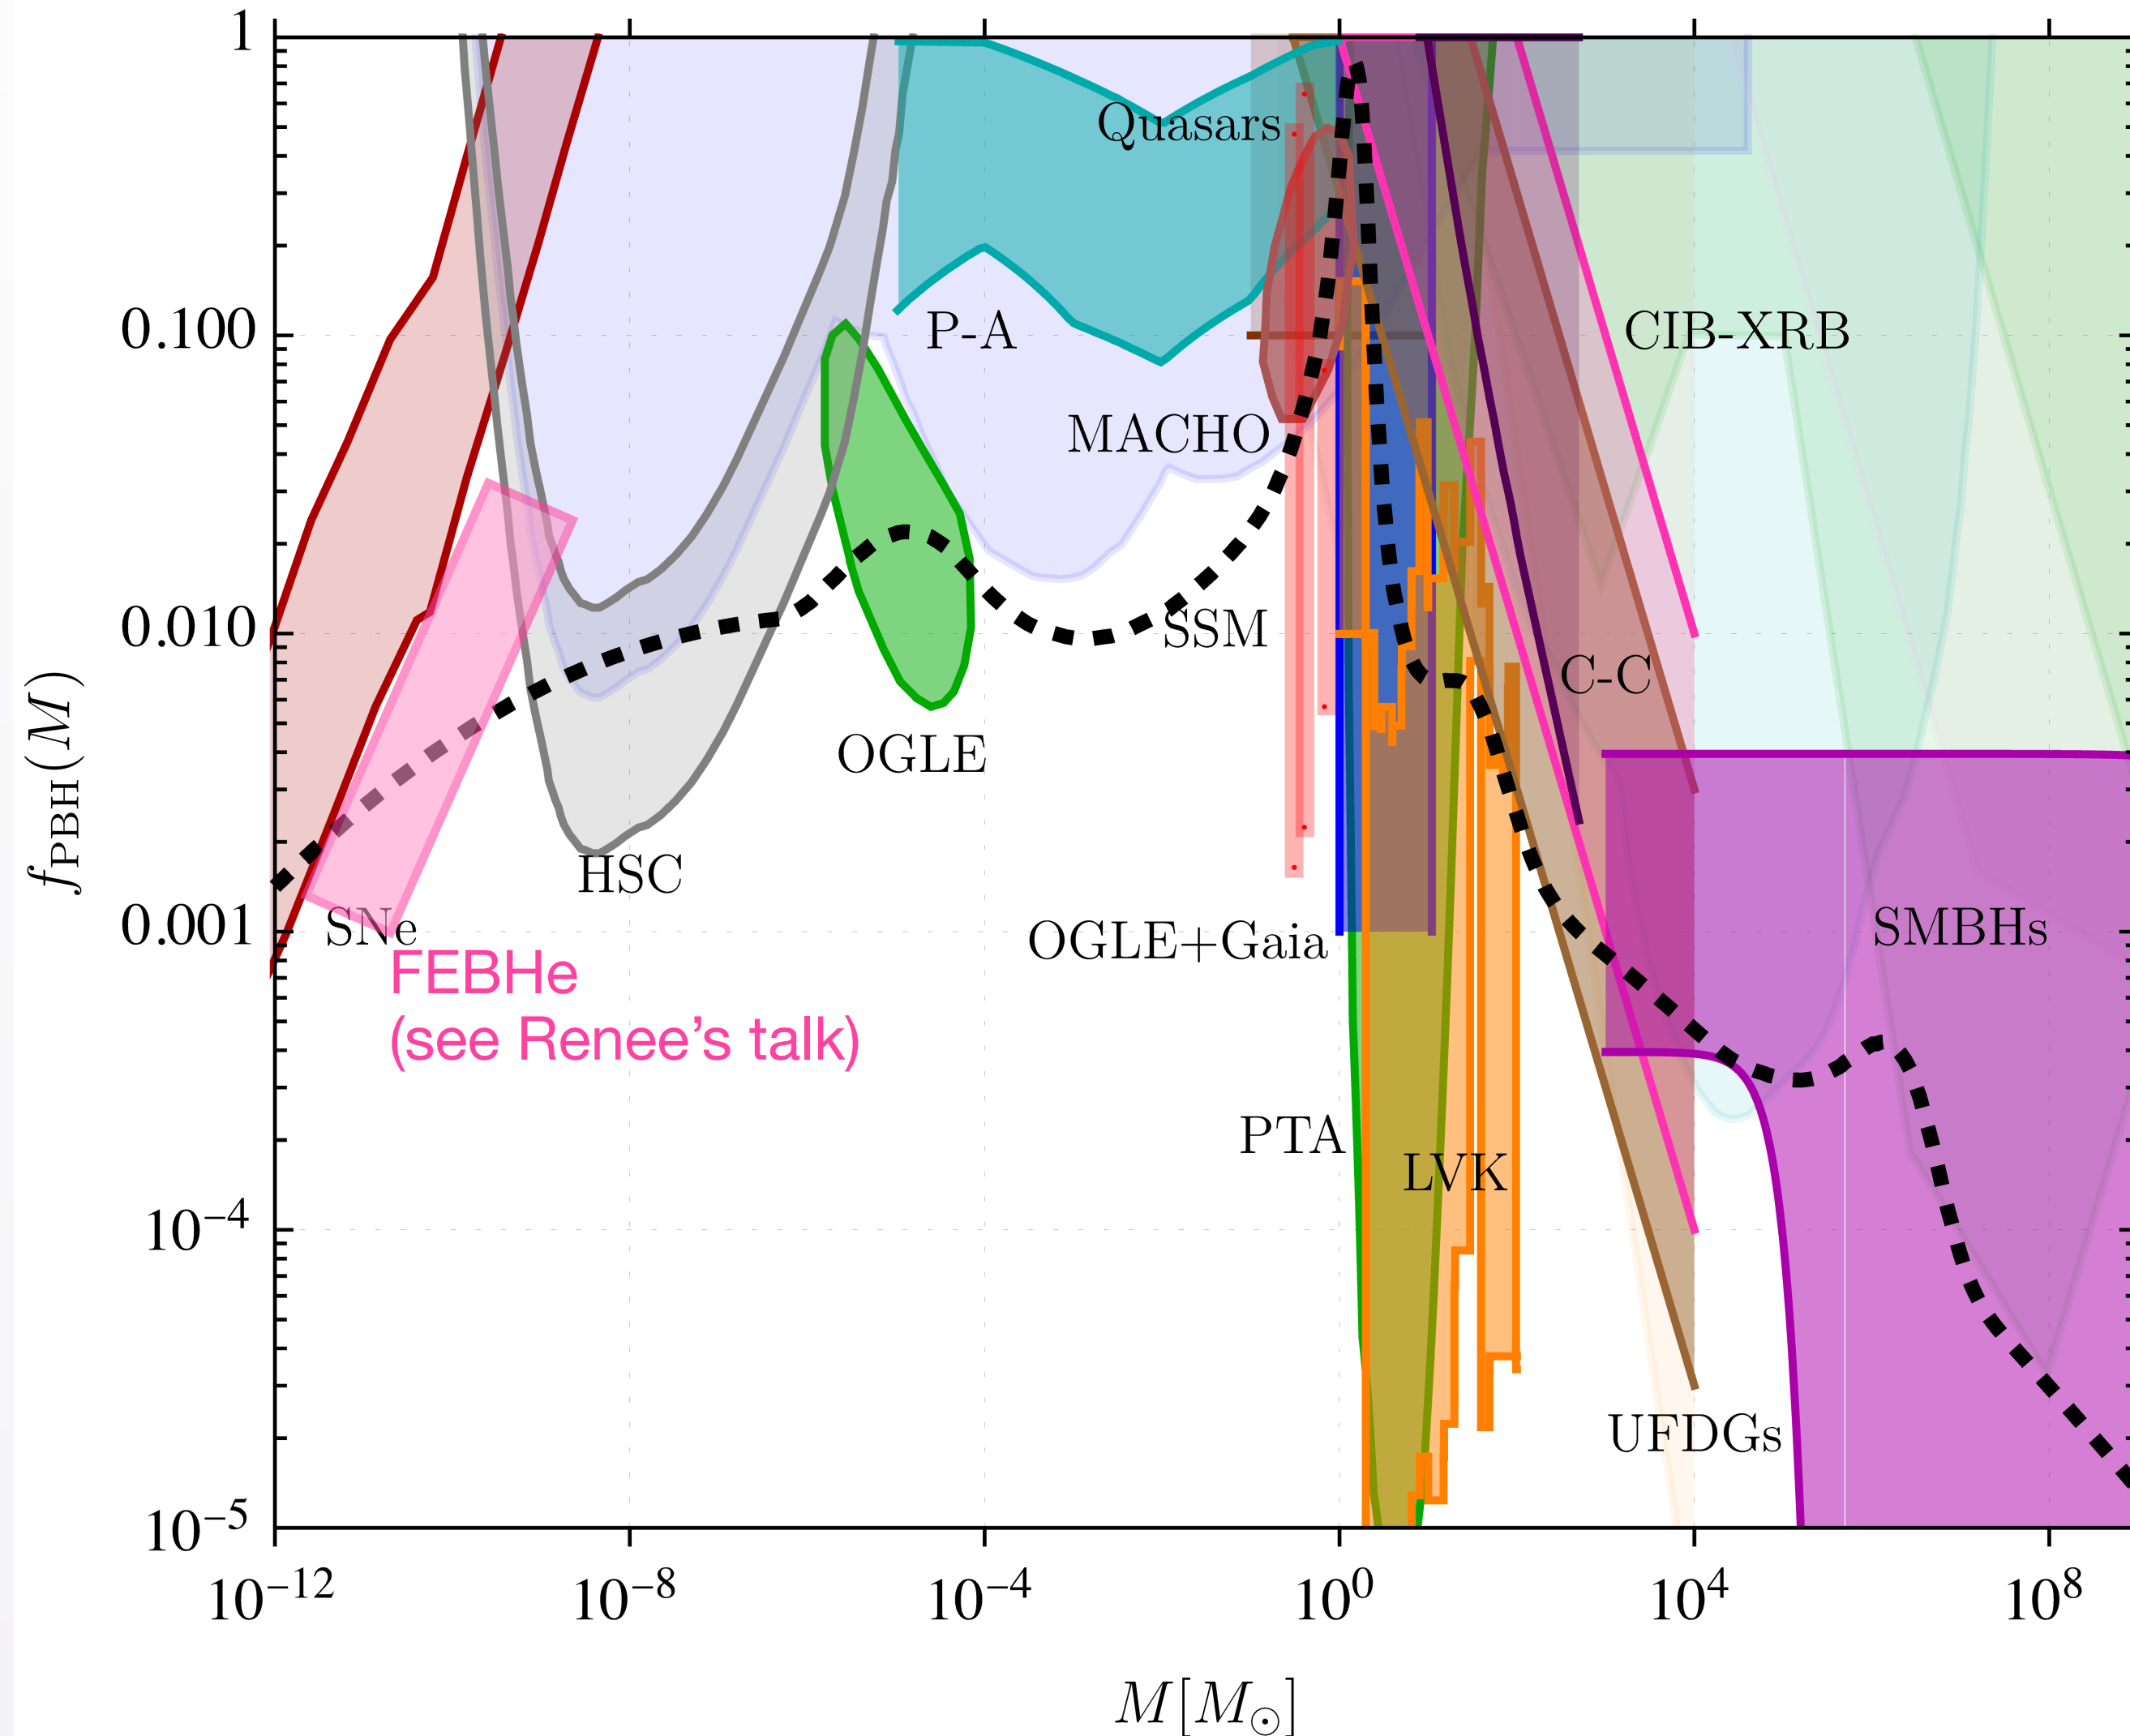 1
0.100
0.010
0.001
10⁻⁴
10⁻⁵
f_PBH(M)
Quasars
P-A
CIB-XRB
MACHO
SSM
C-C
OGLE
HSC
SNe
OGLE+Gaia
SMBHs
FEBHe
(see Renee's talk)
PTA
LVK
UFDGs
10⁻¹² 10⁻⁸ 10⁻⁴ 10⁰ 10⁴ 10⁸
M[M☉]